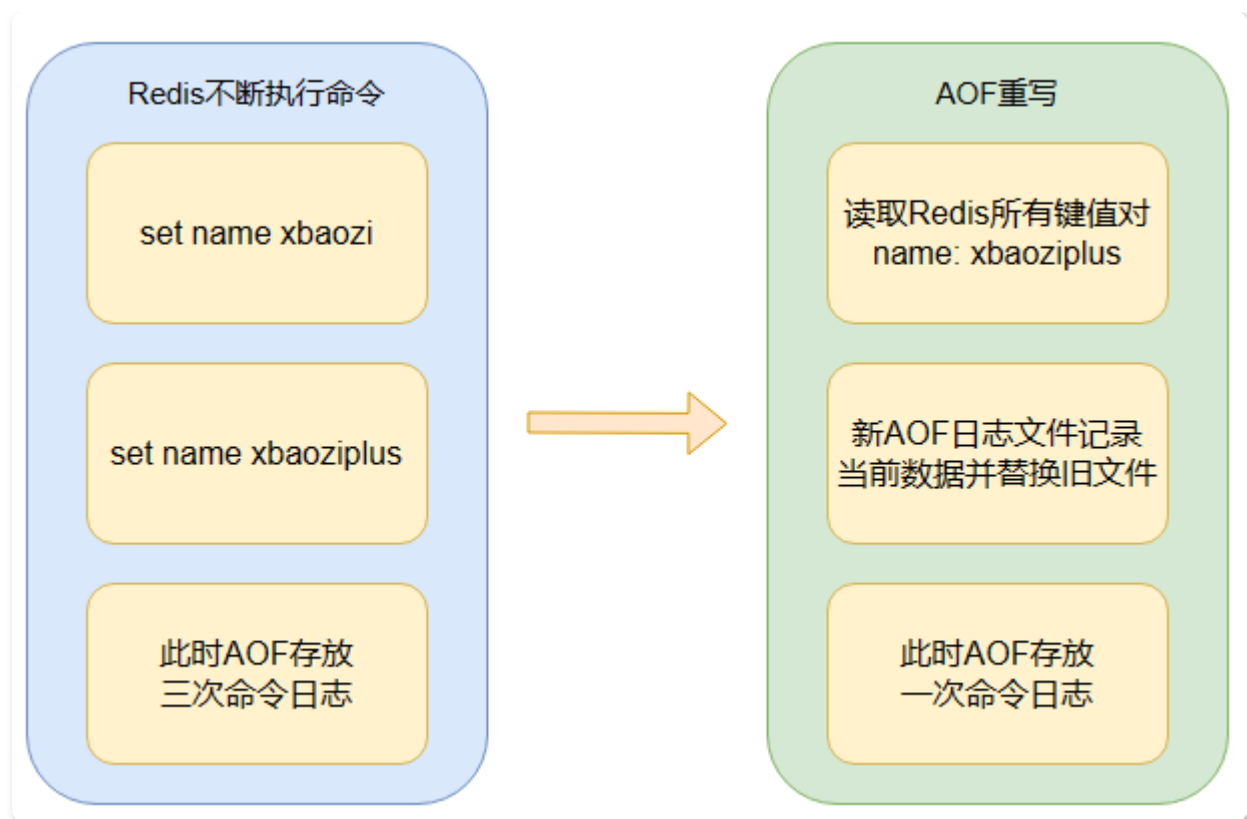 Redis不断执行命令
set name xbaozi
set name xbaoziplus
此时AOF存放
三次命令日志
AOF重写
读取Redis所有键值对
name: xbaoziplus
新AOF日志文件记录
当前数据并替换旧文件
此时AOF存放
一次命令日志